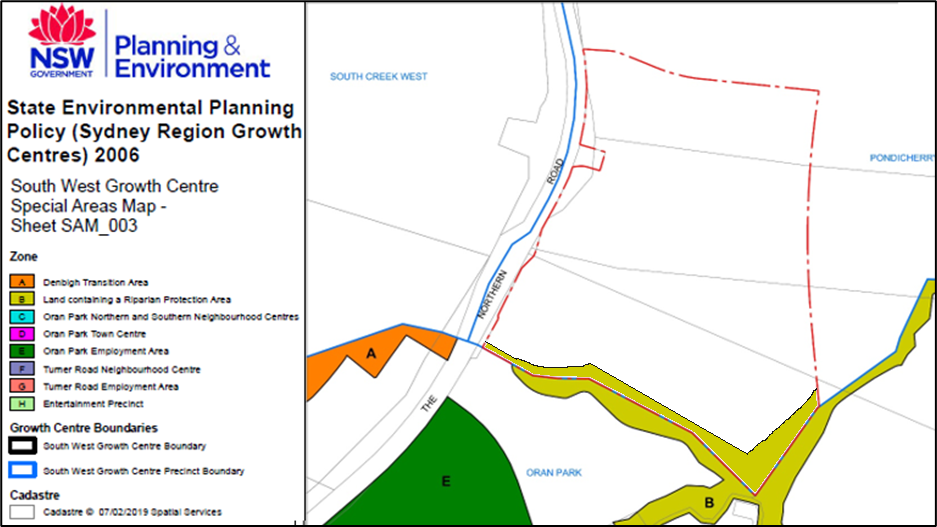 NSW
GOVERNMENT
Planning &
Environment
State Environmental Planning
Policy (Sydney Region Growth
Centres) 2006
South West Growth Centre
Special Areas Map -
Sheet SAM_003
Zone
A Denbigh Transition Area
B Land containing a Riparian Protection Area
C Oran Park Northern and Southern Neighbourhood Centres
D Oran Park Town Centre
E Oran Park Employment Area
F Turner Road Neighbourhood Centre
G Turner Road Employment Area
H Entertainment Precinct
Growth Centre Boundaries
South West Growth Centre Boundary
South West Growth Centre Precinct Boundary
Cadastre
Cadastre © 07/02/2019 Spatial Services
SOUTH CREEK WEST
PONDICHERRY
ROAD
NORTHERN
THE
A
E
ORAN PARK
B